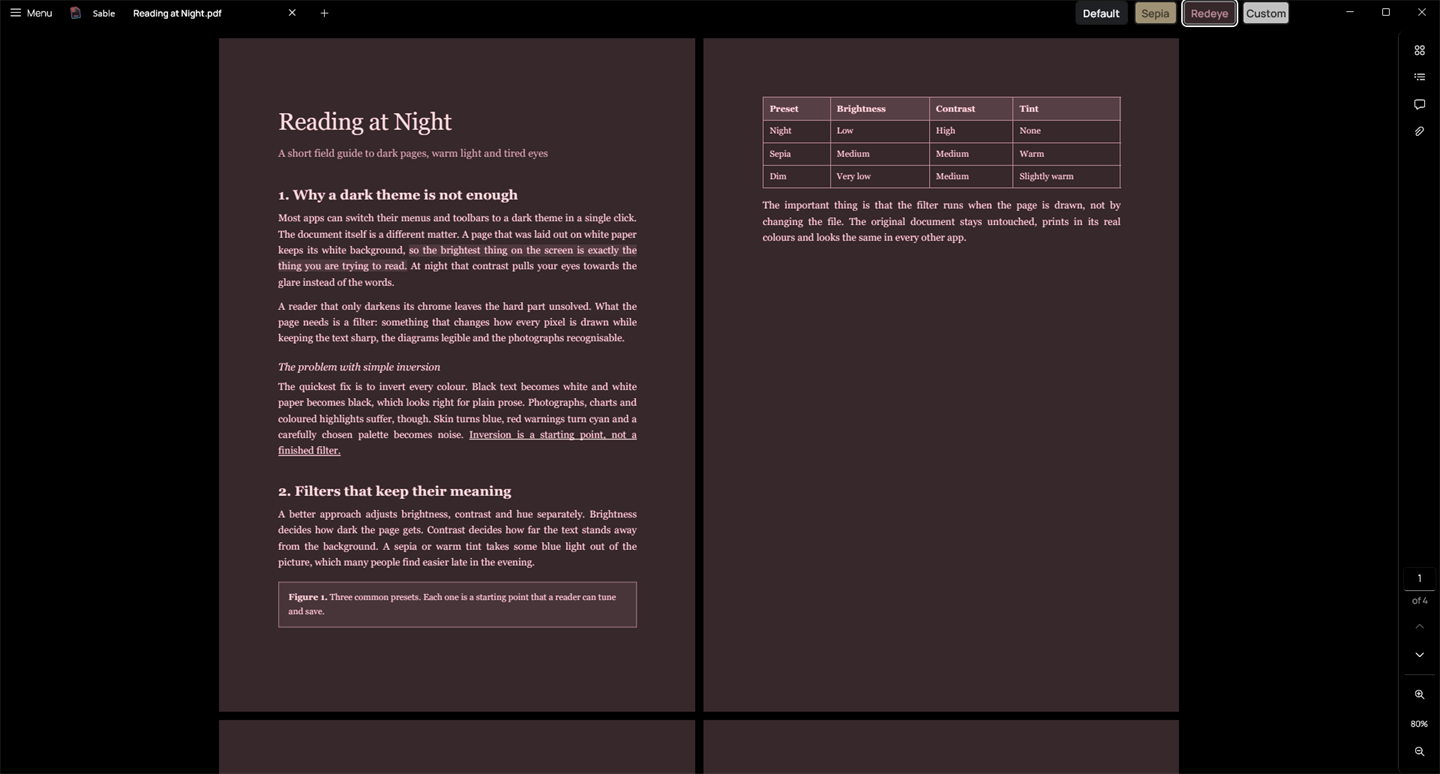 Menu
Sable
Reading at Night.pdf
Default
Sepia
Redeye
Custom
Reading at Night
A short field guide to dark pages, warm light and tired eyes
1. Why a dark theme is not enough
Most apps can switch their menus and toolbars to a dark theme in a single click.
The document itself is a different matter. A page that was laid out on white paper
keeps its white background, so the brightest thing on the screen is exactly the
thing you are trying to read. At night that contrast pulls your eyes towards the
glare instead of the words.
A reader that only darkens its chrome leaves the hard part unsolved. What the
page needs is a filter: something that changes how every pixel is drawn while
keeping the text sharp, the diagrams legible and the photographs recognisable.
The problem with simple inversion
The quickest fix is to invert every colour. Black text becomes white and white
paper becomes black, which looks right for plain prose. Photographs, charts and
coloured highlights suffer, though. Skin turns blue, red warnings turn cyan and a
carefully chosen palette becomes noise. Inversion is a starting point, not a
finished filter.
2. Filters that keep their meaning
A better approach adjusts brightness, contrast and hue separately. Brightness
decides how dark the page gets. Contrast decides how far the text stands away
from the background. A sepia or warm tint takes some blue light out of the
picture, which many people find easier late in the evening.
Figure 1. Three common presets. Each one is a starting point that a reader can tune
and save.
Preset Brightness Contrast Tint
Night Low High None
Sepia Medium Medium Warm
Dim Very low Medium Slightly warm
The important thing is that the filter runs when the page is drawn, not by
changing the file. The original document stays untouched, prints in its real
colours and looks the same in every other app.
1
of 4
80%